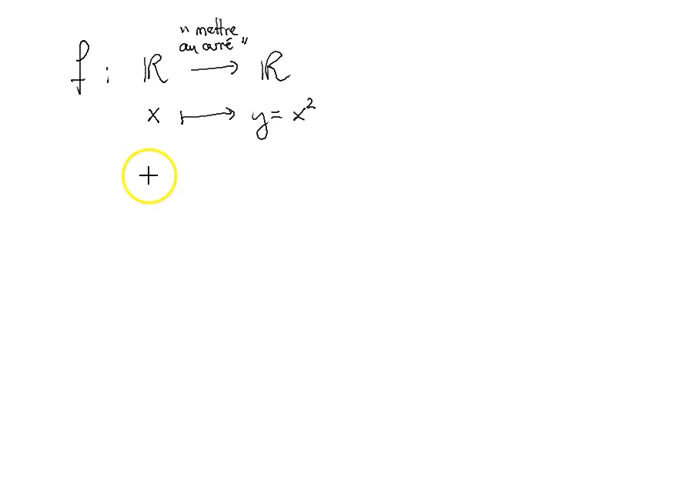 " mettre
au carré "
f : ℝ ⟶ ℝ
x ⟼ y = x²